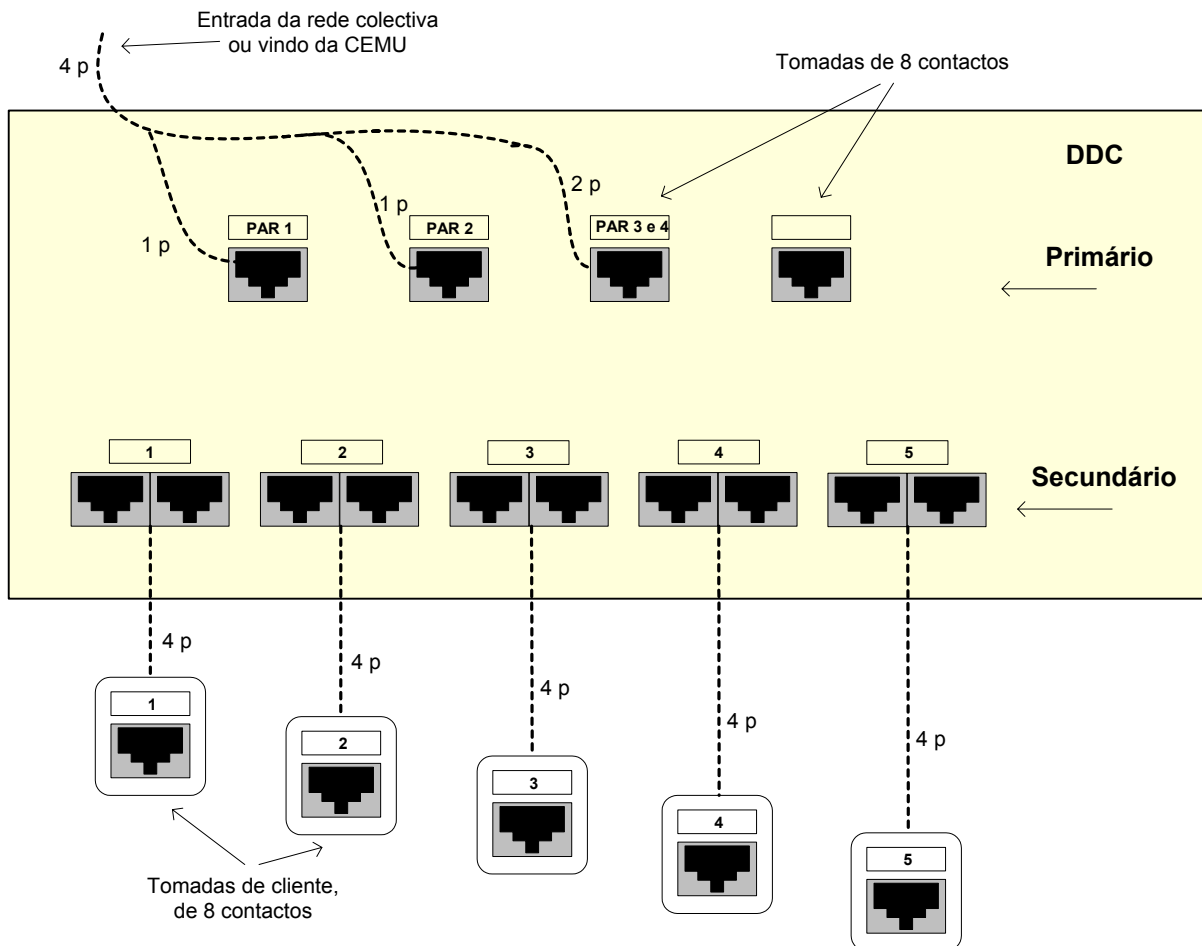 Entrada da rede colectiva
ou vindo da CEMU
4 p
Tomadas de 8 contactos
DDC
2 p
1 p
1 p
PAR 1
PAR 2
PAR 3 e 4
Primário
1
2
3
4
5
Secundário
4 p
4 p
4 p
4 p
4 p
1
2
3
4
5
Tomadas de cliente,
de 8 contactos